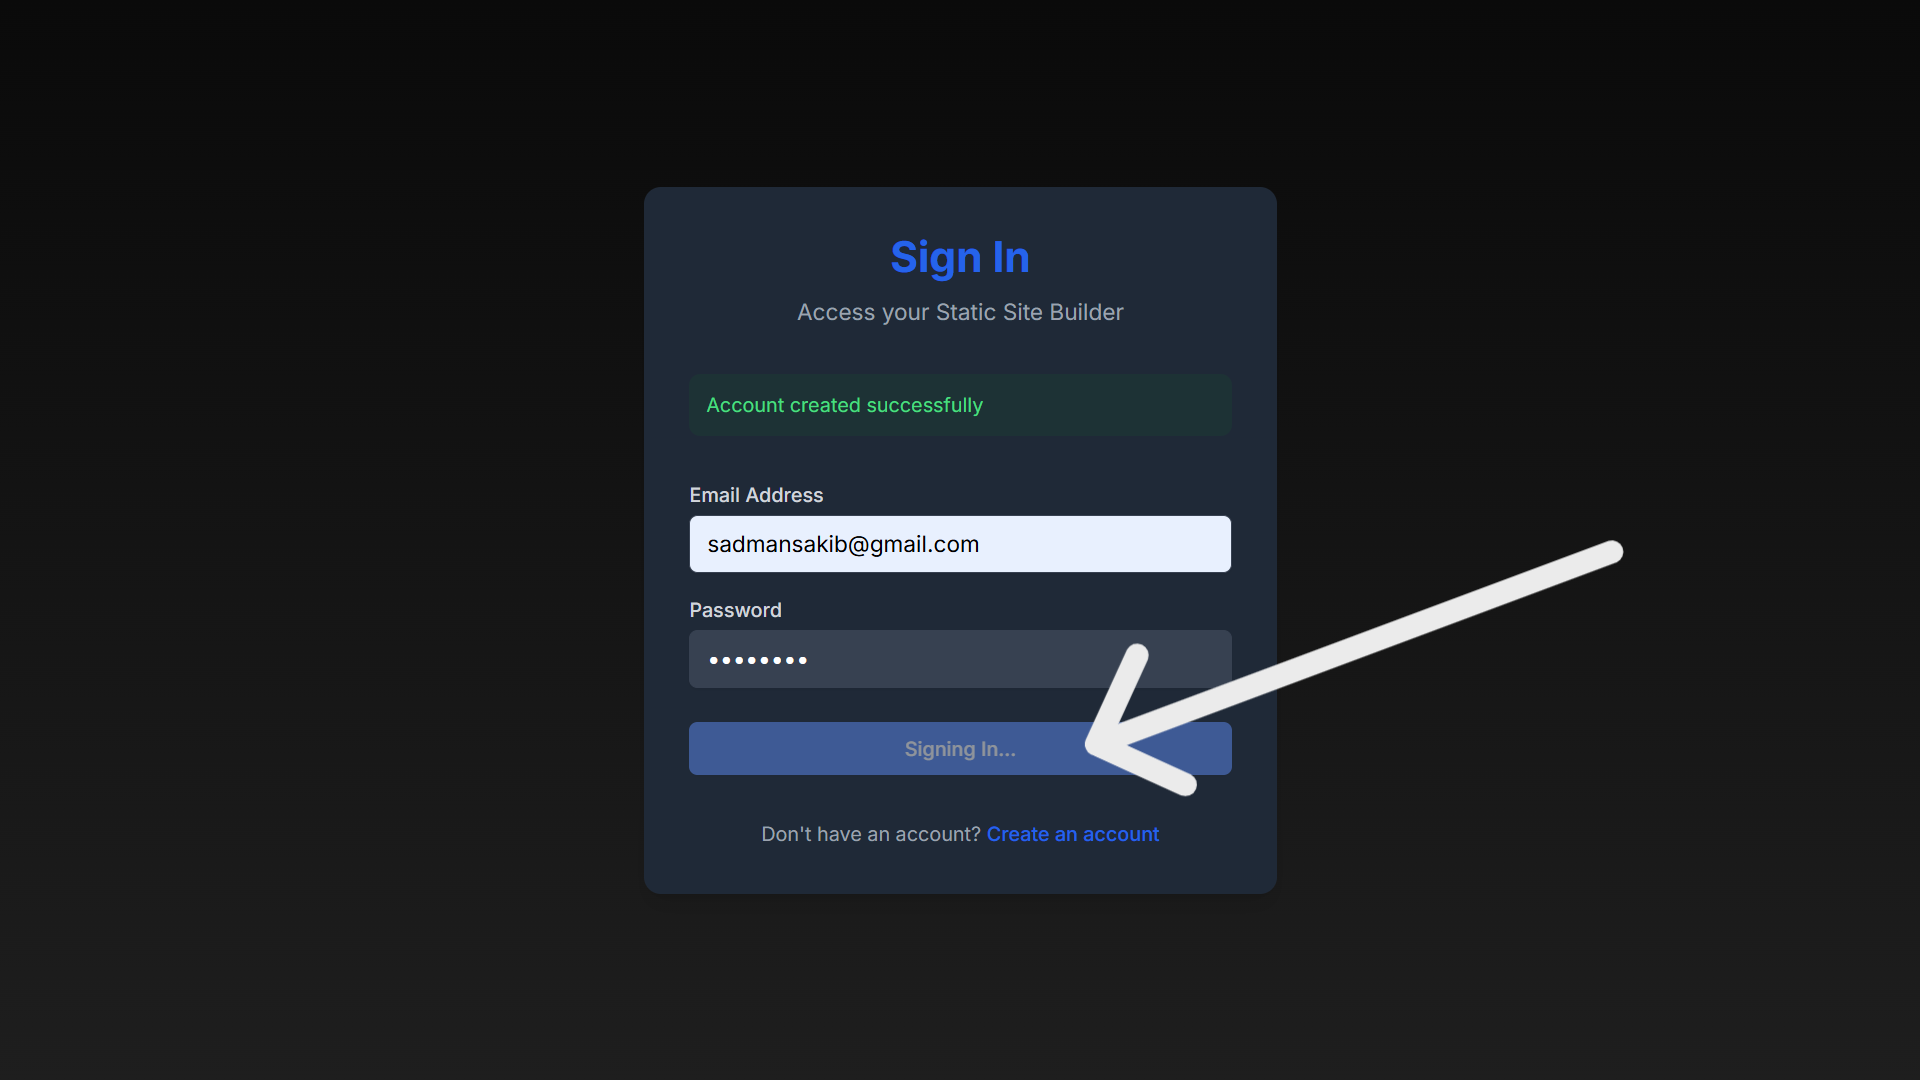 Sign In
Access your Static Site Builder
Account created successfully
Email Address
sadmansakib@gmail.com
Password
••••••••
Signing In...
Don't have an account? Create an account